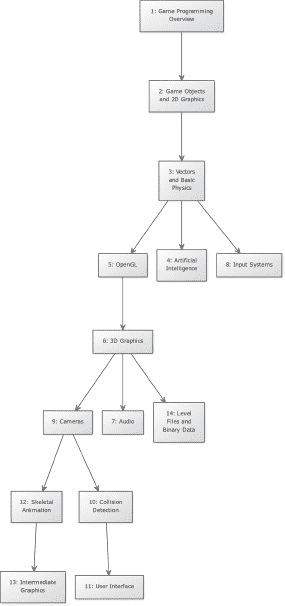 1: Game Programming
Overview
2: Game Objects
and 2D Graphics
3: Vectors
and Basic
Physics
5: OpenGL
4: Artificial
Intelligence
8: Input Systems
6: 3D Graphics
9: Cameras
7: Audio
14: Level
Files and
Binary Data
12: Skeletal
Animation
10: Collision
Detection
13: Intermediate
Graphics
11: User Interface